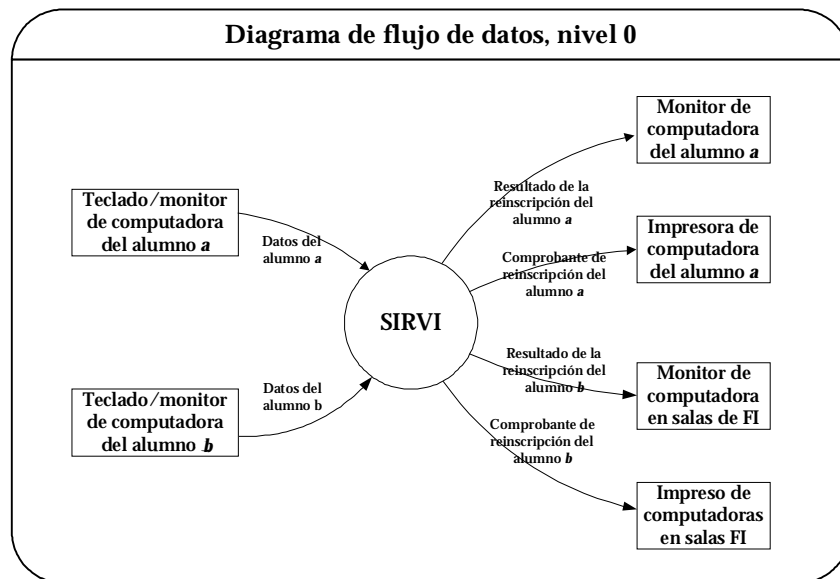 Diagrama de flujo de datos, nivel 0
Teclado/monitor
de computadora
del alumno a
Datos del
alumno a
Teclado/monitor
de computadora
del alumno b
Datos del
alumno b
SIRVI
Resultado de la
reinscripción del
alumno a
Monitor de
computadora
del alumno a
Comprobante de
reinscripción del
alumno a
Impresora de
computadora
del alumno a
Resultado de la
reinscripción del
alumno b
Monitor de
computadora
en salas de FI
Comprobante de
reinscripción del
alumno b
Impreso de
computadoras
en salas FI